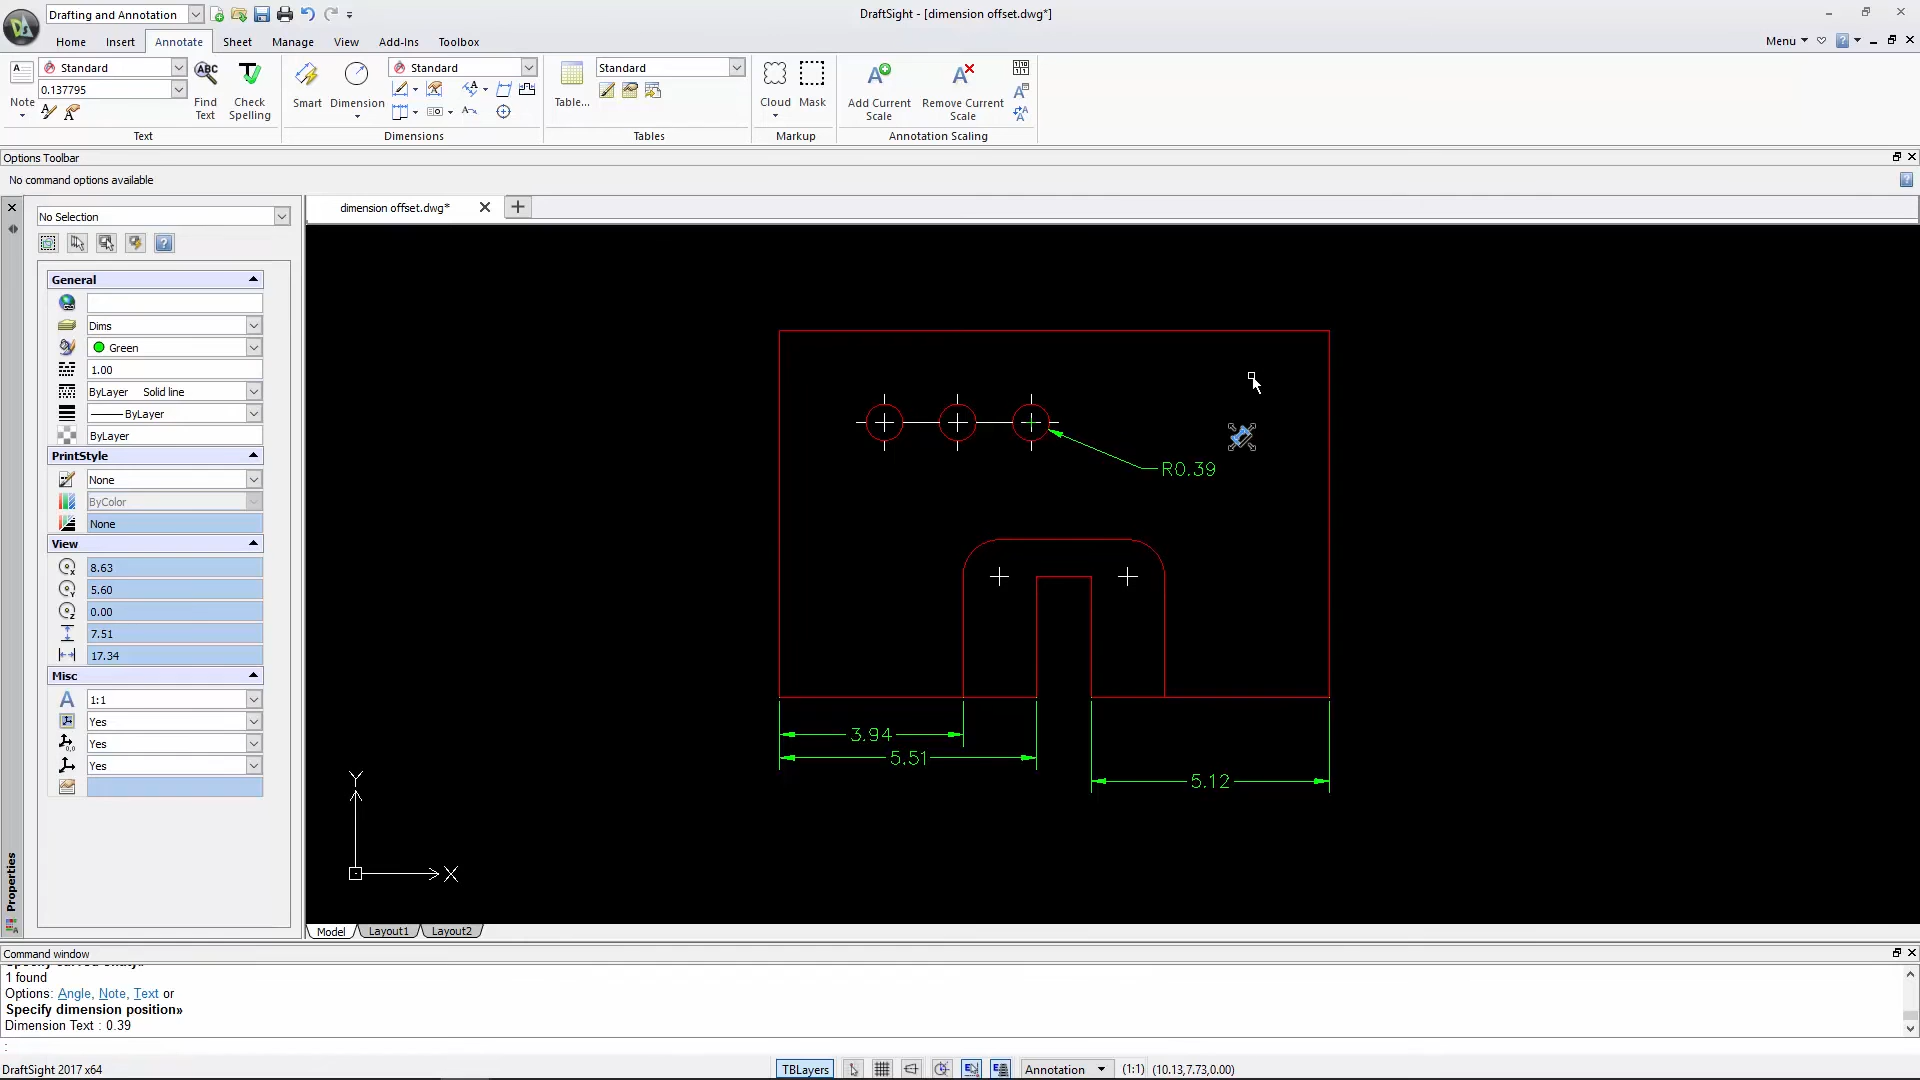 Drafting and Annotation
DraftSight - [dimension offset.dwg*]
Home Insert Annotate Sheet Manage View Add-Ins Toolbox
Menu
Standard
0.137795
Note
Find Text
Check Spelling
Text
Smart
Dimension
Standard
Dimensions
Table...
Standard
Tables
Cloud
Mask
Markup
Add Current Scale
Remove Current Scale
Annotation Scaling
Options Toolbar
No command options available
No Selection
dimension offset.dwg*
General
Dims
Green
1.00
ByLayer Solid line
ByLayer
ByLayer
PrintStyle
None
ByColor
None
View
8.63
5.60
0.00
7.51
17.34
Misc
1:1
Yes
Yes
Yes
Properties
R0.39
3.94
5.51
5.12
Y
X
Model Layout1 Layout2
Command window
1 found
Options: Angle, Note, Text or
Specify dimension position»
Dimension Text : 0.39
:
DraftSight 2017 x64
TBLayers
Annotation
(1:1) (10.13,7.73,0.00)